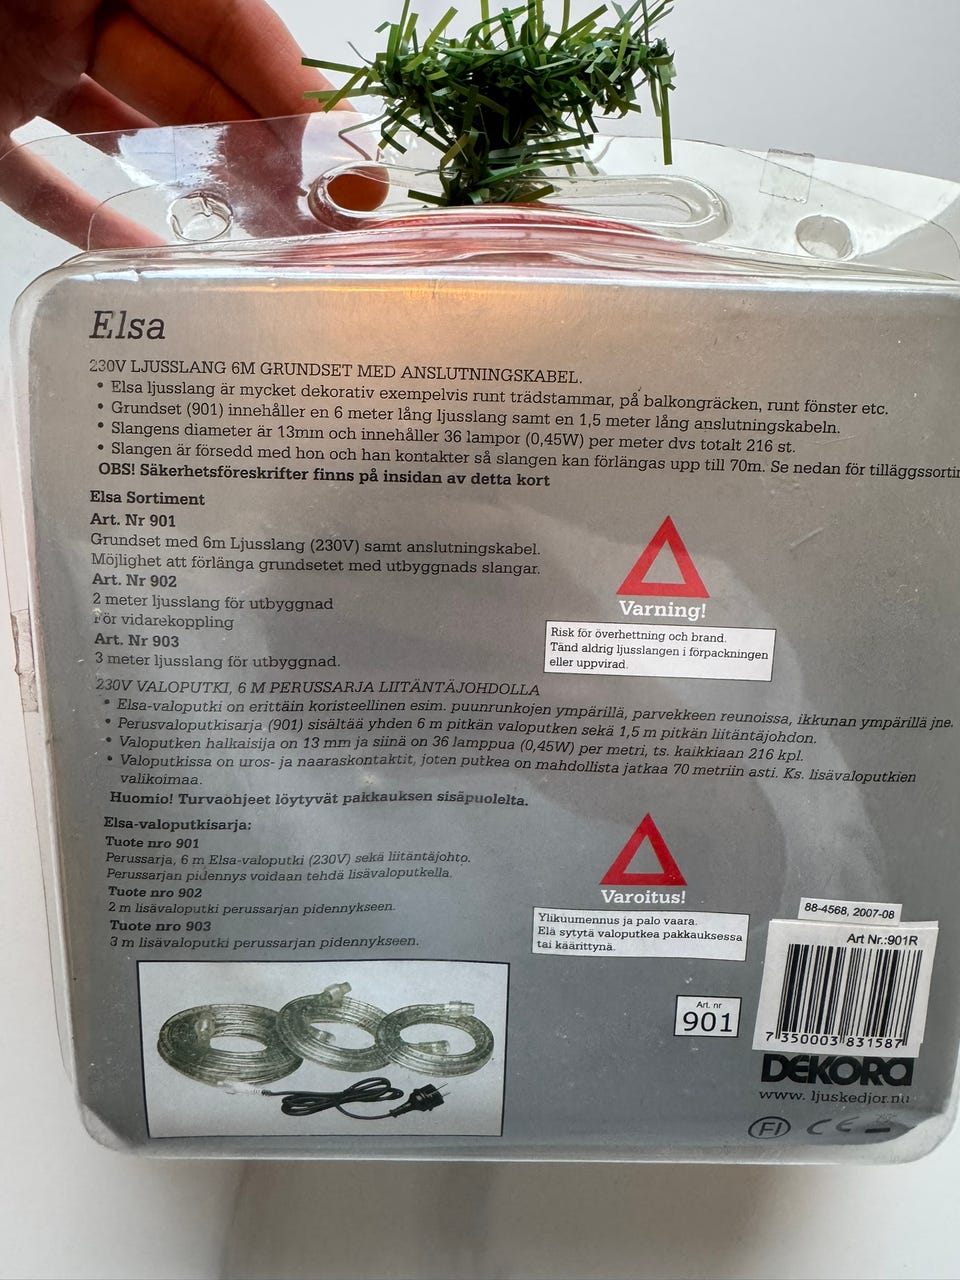 Elsa
230V LJUSSLANG 6M GRUNDSET MED ANSLUTNINGSKABEL.
• Elsa ljusslang är mycket dekorativ exempelvis runt trädstammar, på balkongräcken, runt fönster etc.
• Grundset (901) innehåller en 6 meter lång ljusslang samt en 1,5 meter lång anslutningskabeln.
• Slangens diameter är 13mm och innehåller 36 lampor (0,45W) per meter dvs totalt 216 st.
• Slangen är försedd med hon och han kontakter så slangen kan förlängas upp till 70m. Se nedan för tilläggssortim
OBS! Säkerhetsföreskrifter finns på insidan av detta kort
Elsa Sortiment
Art. Nr 901
Grundset med 6m Ljusslang (230V) samt anslutningskabel.
Möjlighet att förlänga grundsetet med utbyggnads slangar.
Art. Nr 902
2 meter ljusslang för utbyggnad
För vidarekoppling
Art. Nr 903
3 meter ljusslang för utbyggnad.
Varning!
Risk för överhettning och brand.
Tänd aldrig ljusslangen i förpackningen
eller uppvirad.
230V VALOPUTKI, 6 M PERUSSARJA LIITÄNTÄJOHDOLLA
• Elsa-valoputki on erittäin koristeellinen esim. puunrunkojen ympärillä, parvekkeen reunoissa, ikkunan ympärillä jne.
• Perusvaloputkisarja (901) sisältää yhden 6 m pitkän valoputken sekä 1,5 m pitkän liitäntäjohdon.
• Valoputken halkaisija on 13 mm ja siinä on 36 lamppua (0,45W) per metri, ts. kaikkiaan 216 kpl.
• Valoputkissa on uros- ja naaraskontaktit, joten putkea on mahdollista jatkaa 70 metriin asti. Ks. lisävaloputkien
valikoimaa.
Huomio! Turvaohjeet löytyvät pakkauksen sisäpuolelta.
Elsa-valoputkisarja:
Tuote nro 901
Perussarja, 6 m Elsa-valoputki (230V) sekä liitäntäjohto.
Perussarjan pidennys voidaan tehdä lisävaloputkella.
Tuote nro 902
2 m lisävaloputki perussarjan pidennykseen.
Tuote nro 903
3 m lisävaloputki perussarjan pidennykseen.
Varoitus!
Ylikuumennus ja palo vaara.
Elä sytytä valoputkea pakkauksessa
tai käärittynä.
88-4568, 2007-08
Art Nr.:901R
7 350003 831587
Art. nr
901
DEKORA
www. ljuskedjor.nu
FI CE